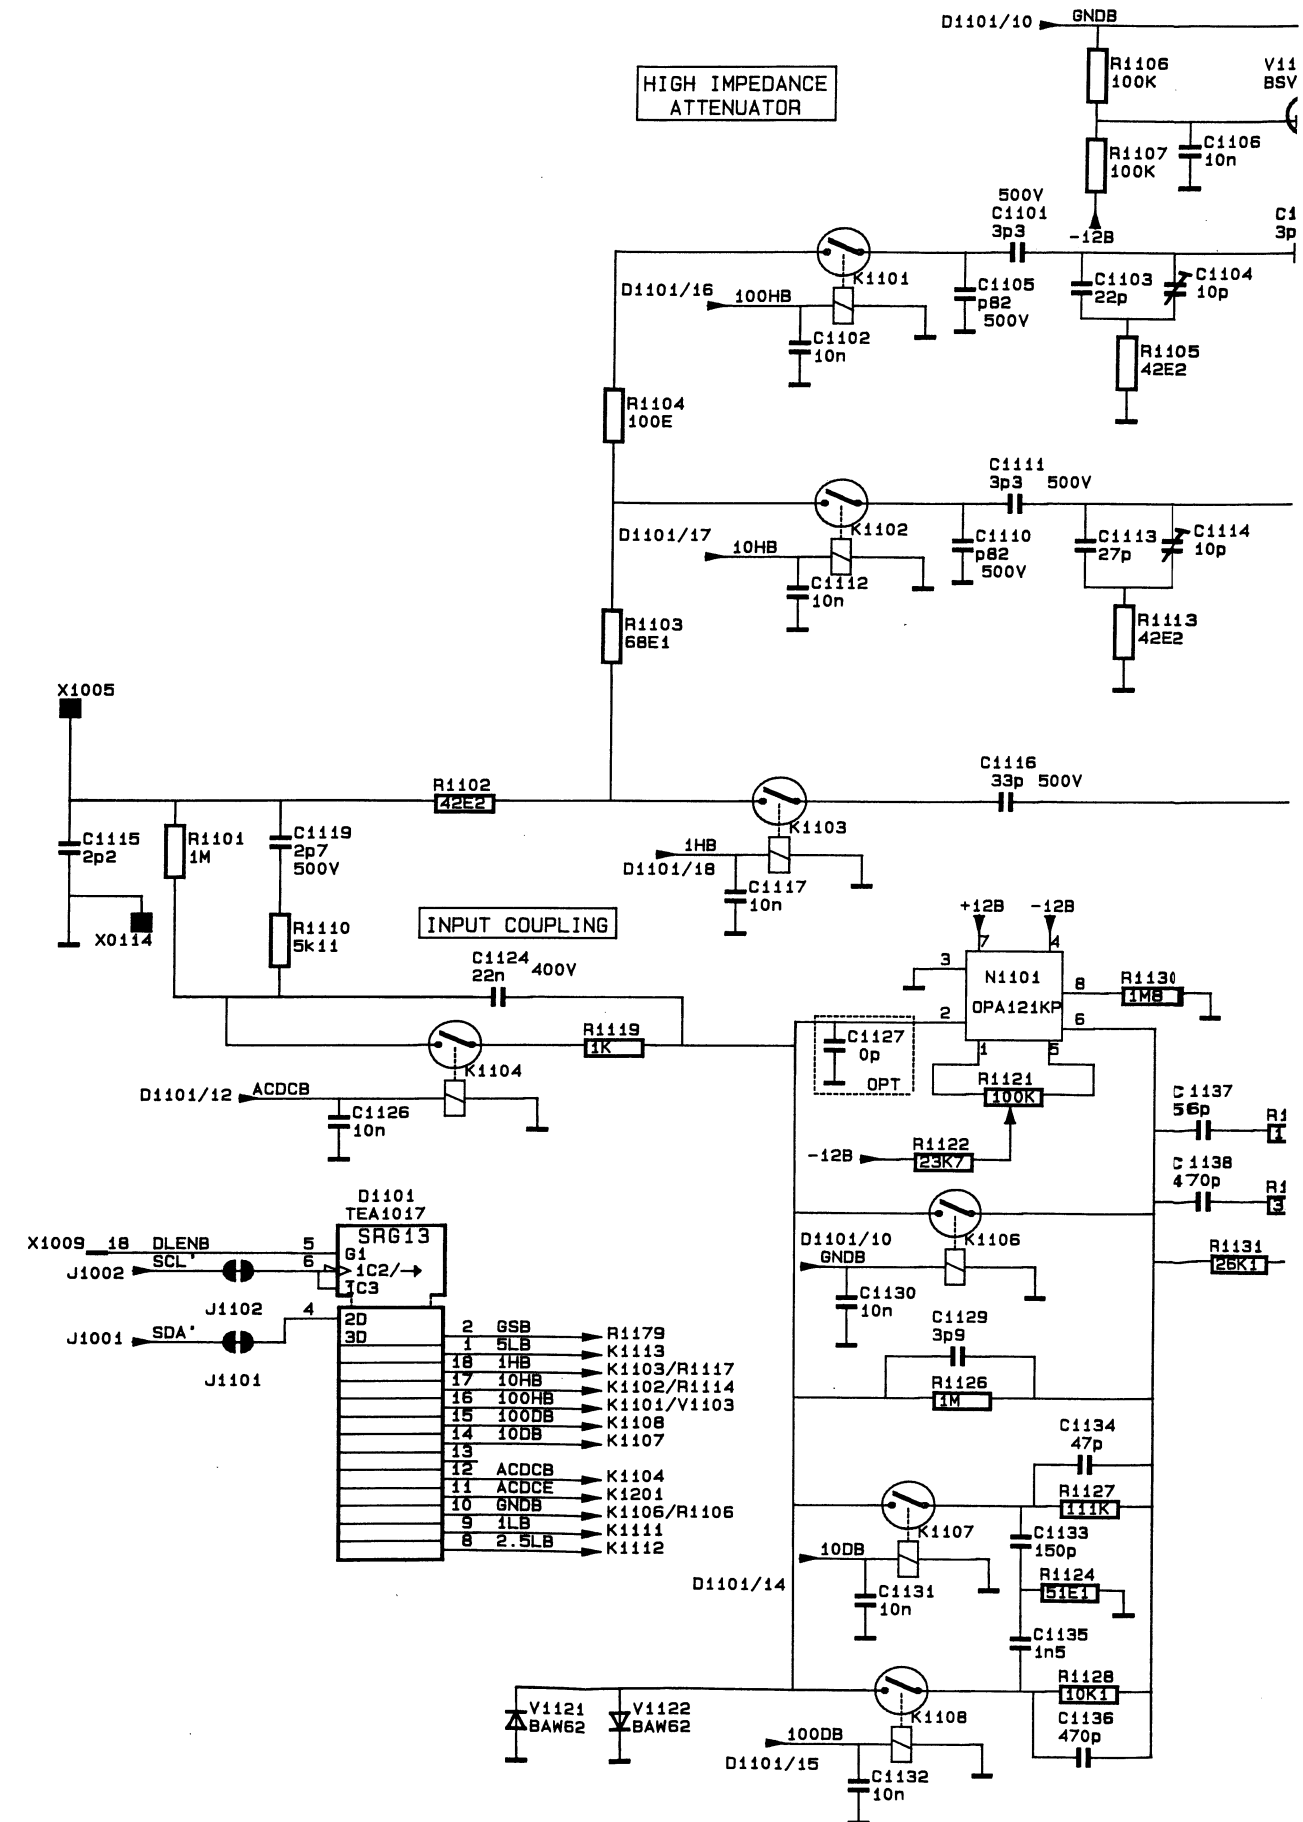 D1101/10 GNDB
HIGH IMPEDANCE
ATTENUATOR
R1106
100K
V11
BSV
R1107
100K
C1106
10n
-12B
500V
C1101
3p3
C1
3p
K1101
D1101/16
100HB
C1102
10n
C1105
p82
500V
C1103
22p
C1104
10p
R1105
42E2
R1104
100E
C1111
3p3 500V
K1102
D1101/17
10HB
C1112
10n
C1110
p82
500V
C1113
27p
C1114
10p
R1113
42E2
R1103
68E1
X1005
R1102
42E2
C1116
33p 500V
K1103
1HB
D1101/18
C1117
10n
C1115
2p2
X0114
R1101
1M
C1119
2p7
500V
R1110
5k11
INPUT COUPLING
C1124
22n 400V
R1119
1K
K1104
D1101/12 ACDCB
C1126
10n
+12B -12B
7 4
3
N1101
OPA121KP
8
R1130
1M8
2
6
1 5
C1127
0p
OPT
R1121
100K
-12B
R1122
23K7
C1137
56p
R1
1
C1138
470p
R1
3
R1131
26K1
D1101/10
GNDB
K1106
C1130
10n
C1129
3p9
R1126
1M
C1134
47p
R1127
111K
K1107
10DB
D1101/14
C1131
10n
C1133
150p
R1124
51E1
C1135
1n5
R1128
10K1
C1136
470p
K1108
100DB
D1101/15
C1132
10n
V1121
BAW62
V1122
BAW62
D1101
TEA1017
SRG13
X1009 18 DLENB 5 G1
J1002 SCL' 6 1C2/→
C3
J1102
J1001 SDA' 4 2D
3D
J1101
2 GSB R1179
1 5LB K1113
18 1HB K1103/R1117
17 10HB K1102/R1114
16 100HB K1101/V1103
15 100DB K1108
14 10DB K1107
13
12 ACDCB K1104
11 ACDCE K1201
10 GNDB K1106/R1106
9 1LB K1111
8 2.5LB K1112